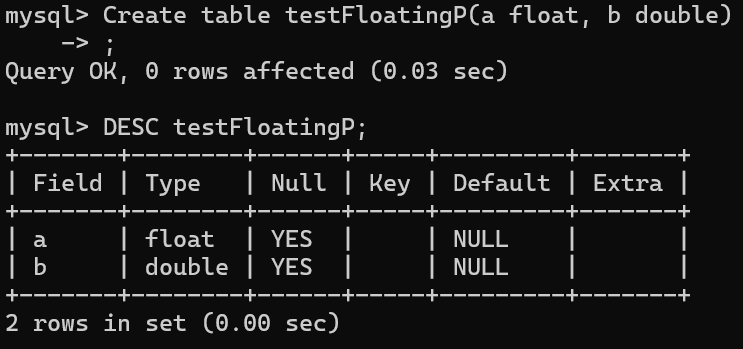 mysql> Create table testFloatingP(a float, b double)
    -> ;
Query OK, 0 rows affected (0.03 sec)
mysql> DESC testFloatingP;
+-------+--------+------+-----+---------+-------+
| Field | Type   | Null | Key | Default | Extra |
+-------+--------+------+-----+---------+-------+
| a     | float  | YES  |     | NULL    |       |
| b     | double | YES  |     | NULL    |       |
+-------+--------+------+-----+---------+-------+
2 rows in set (0.00 sec)